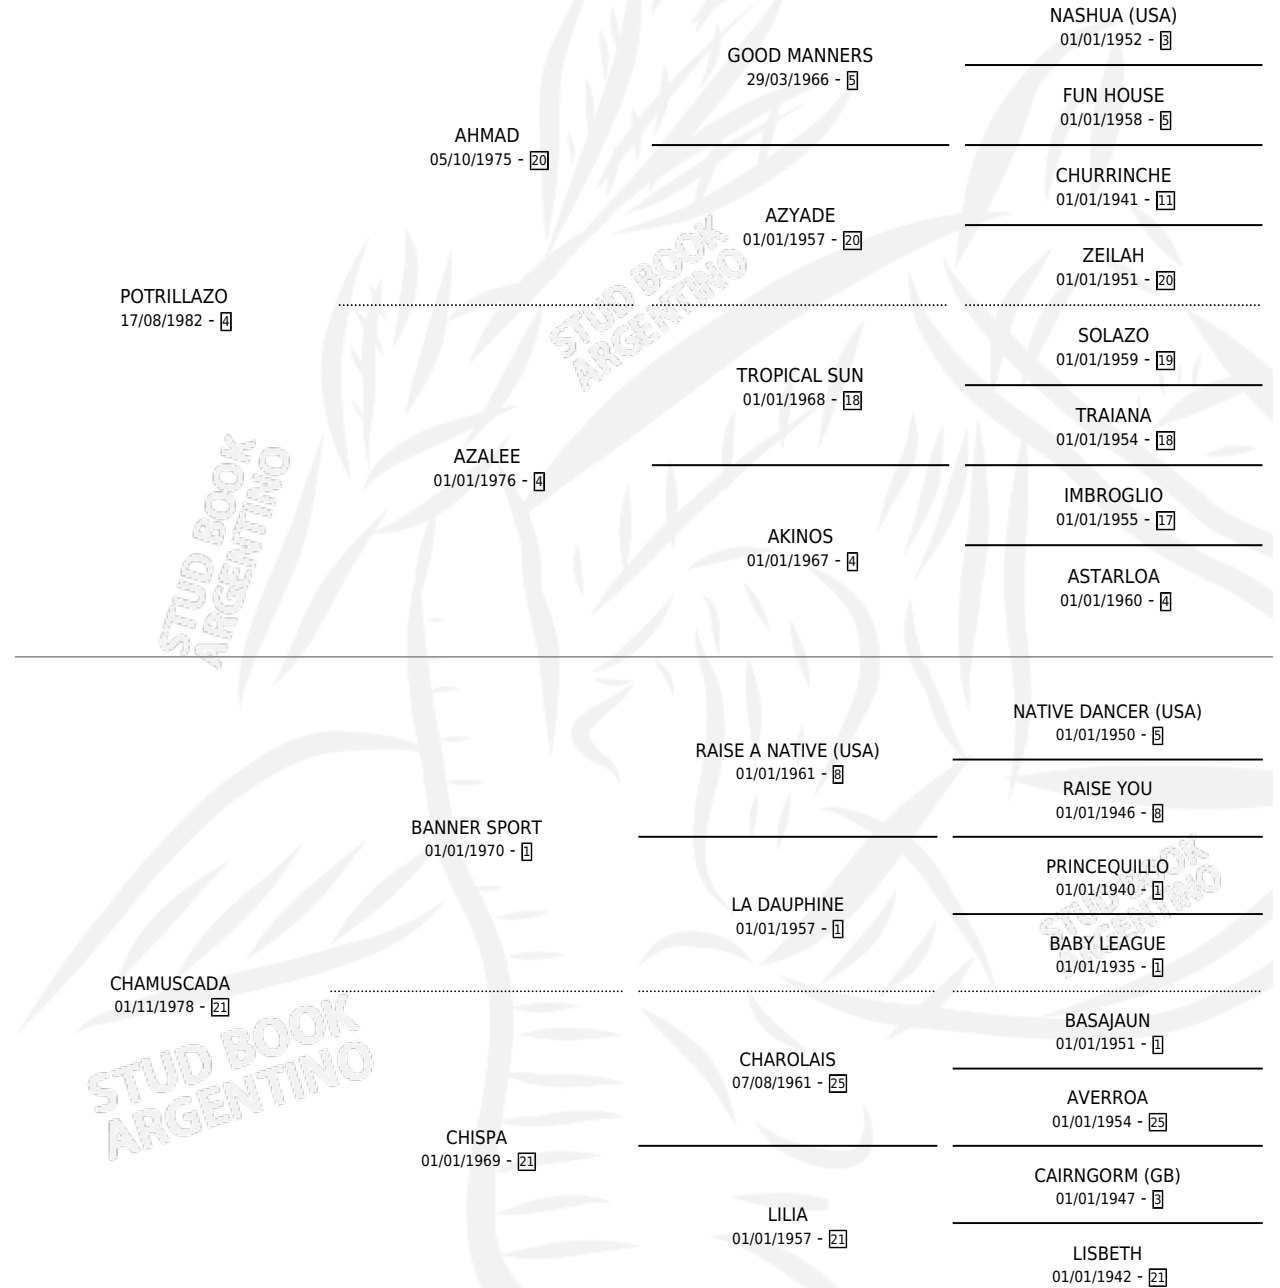 NASHUA (USA)
01/01/1952 - 3
GOOD MANNERS
29/03/1966 - 5
FUN HOUSE
01/01/1958 - 5
AHMAD
05/10/1975 - 20
CHURRINCHE
01/01/1941 - 11
AZYADE
01/01/1957 - 20
ZEILAH
01/01/1951 - 20
POTRILLAZO
17/08/1982 - 4
STUD BOOK
ARGENTINO
SOLAZO
01/01/1959 - 19
TROPICAL SUN
01/01/1968 - 18
TRAIANA
01/01/1954 - 18
AZALEE
01/01/1976 - 4
IMBROGLIO
01/01/1955 - 17
AKINOS
01/01/1967 - 4
ASTARLOA
01/01/1960 - 4
STUD BOOK
ARGENTINO
NATIVE DANCER (USA)
01/01/1950 - 5
RAISE A NATIVE (USA)
01/01/1961 - 8
RAISE YOU
01/01/1946 - 8
BANNER SPORT
01/01/1970 - 1
PRINCEQUILLO
01/01/1940 - 1
LA DAUPHINE
01/01/1957 - 1
STUD BOOK
ARGENTINO
BABY LEAGUE
01/01/1935 - 1
CHAMUSCADA
01/11/1978 - 21
BASAJAUN
01/01/1951 - 1
STUD BOOK
ARGENTINO
CHAROLAIS
07/08/1961 - 25
AVERROA
01/01/1954 - 25
CHISPA
01/01/1969 - 21
CAIRNGORM (GB)
01/01/1947 - 3
LILIA
01/01/1957 - 21
LISBETH
01/01/1942 - 21